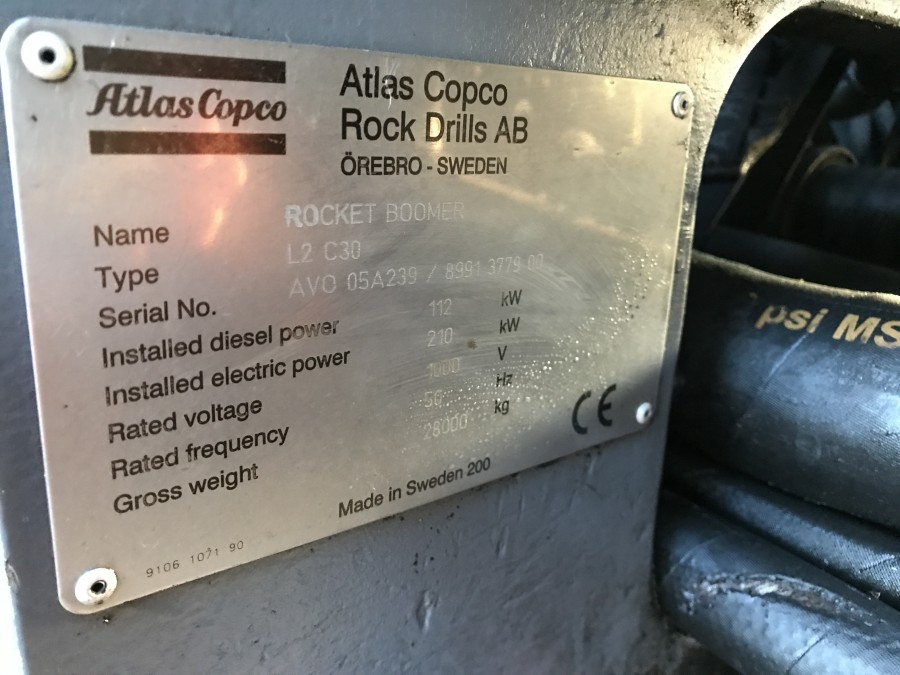 Atlas Copco
Atlas Copco
Rock Drills AB
ÖREBRO - SWEDEN
Name ROCKET BOOMER
Type L2 C30
Serial No. AVO 05A239 / 8991 3779 00
Installed diesel power 112 kW
Installed electric power 210 kW
Rated voltage 1000 V
Rated frequency 50 Hz
Gross weight 26000 kg
CE
Made in Sweden 200
9106 1071 90
psi MS